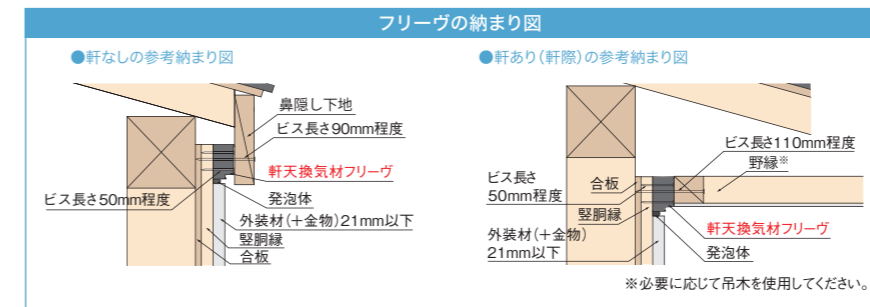 フリーヴの納まり図
●軒なしの参考納まり図
鼻隠し下地
ビス長さ90mm程度
軒天換気材フリーヴ
ビス長さ50mm程度
発泡体
外装材(+金物)21mm以下
竪胴縁
合板
●軒あり(軒際)の参考納まり図
ビス長さ110mm程度
野縁※
ビス長さ
50mm程度
合板
竪胴縁
軒天換気材フリーヴ
外装材(+金物)
21mm以下
発泡体
※必要に応じて吊木を使用してください。